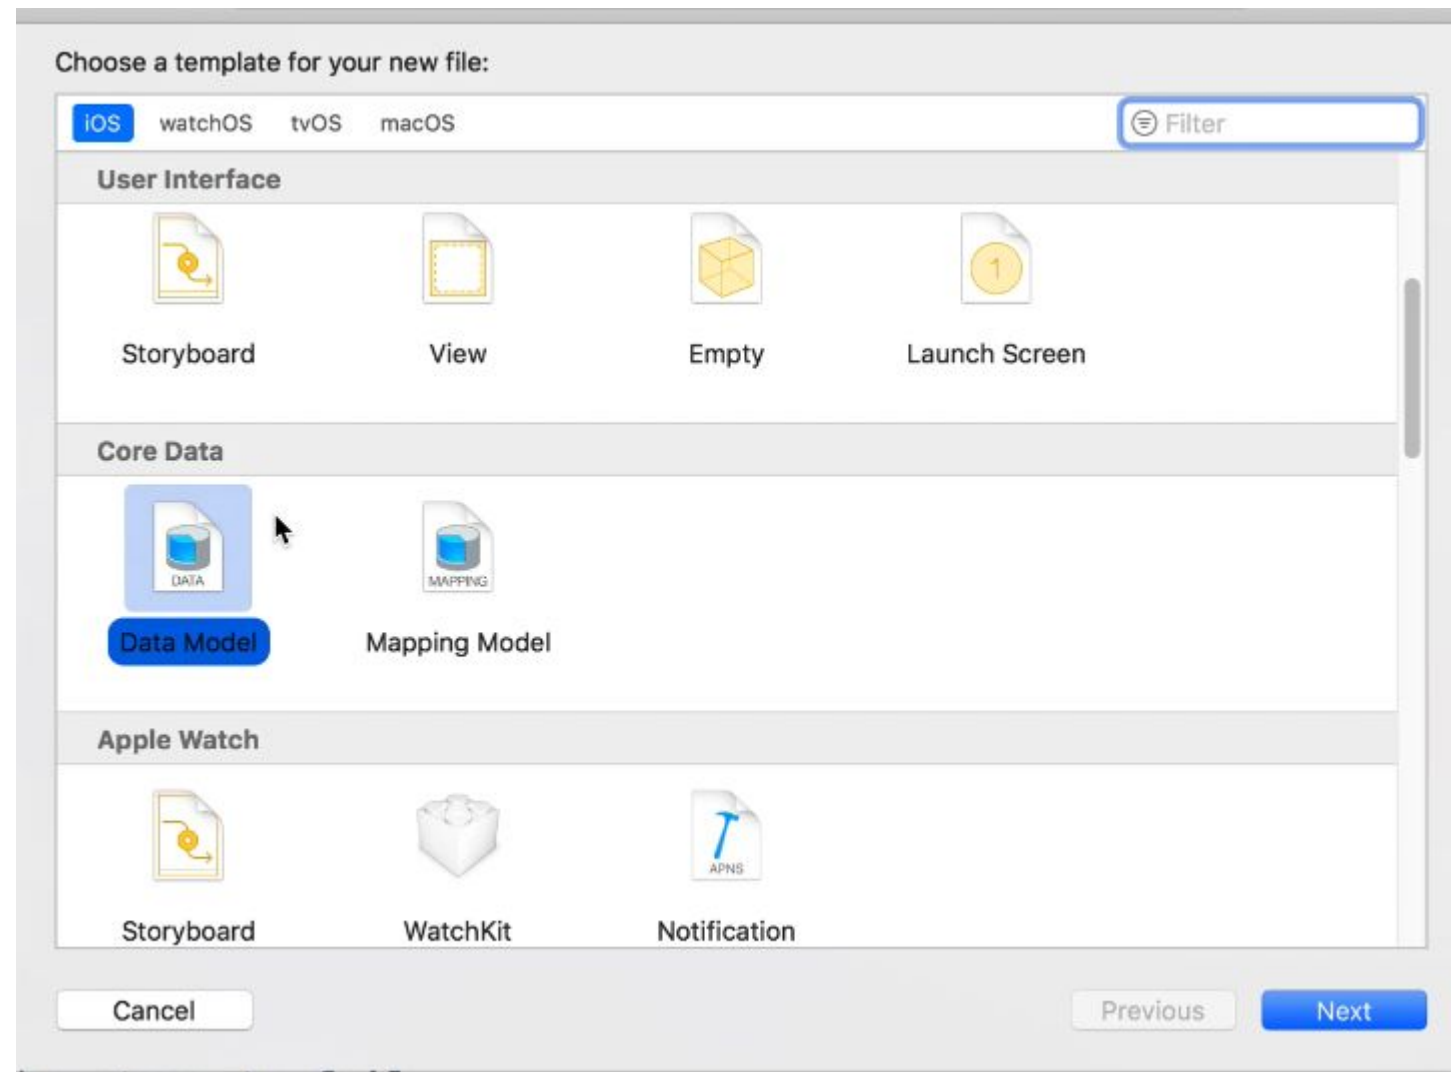 Choose a template for your new file:
iOS watchOS tvOS macOS Filter
User Interface
1
Storyboard View Empty Launch Screen
Core Data
DATA MAPPING
Data Model Mapping Model
Apple Watch
APNS
Storyboard WatchKit Notification
Cancel Previous Next